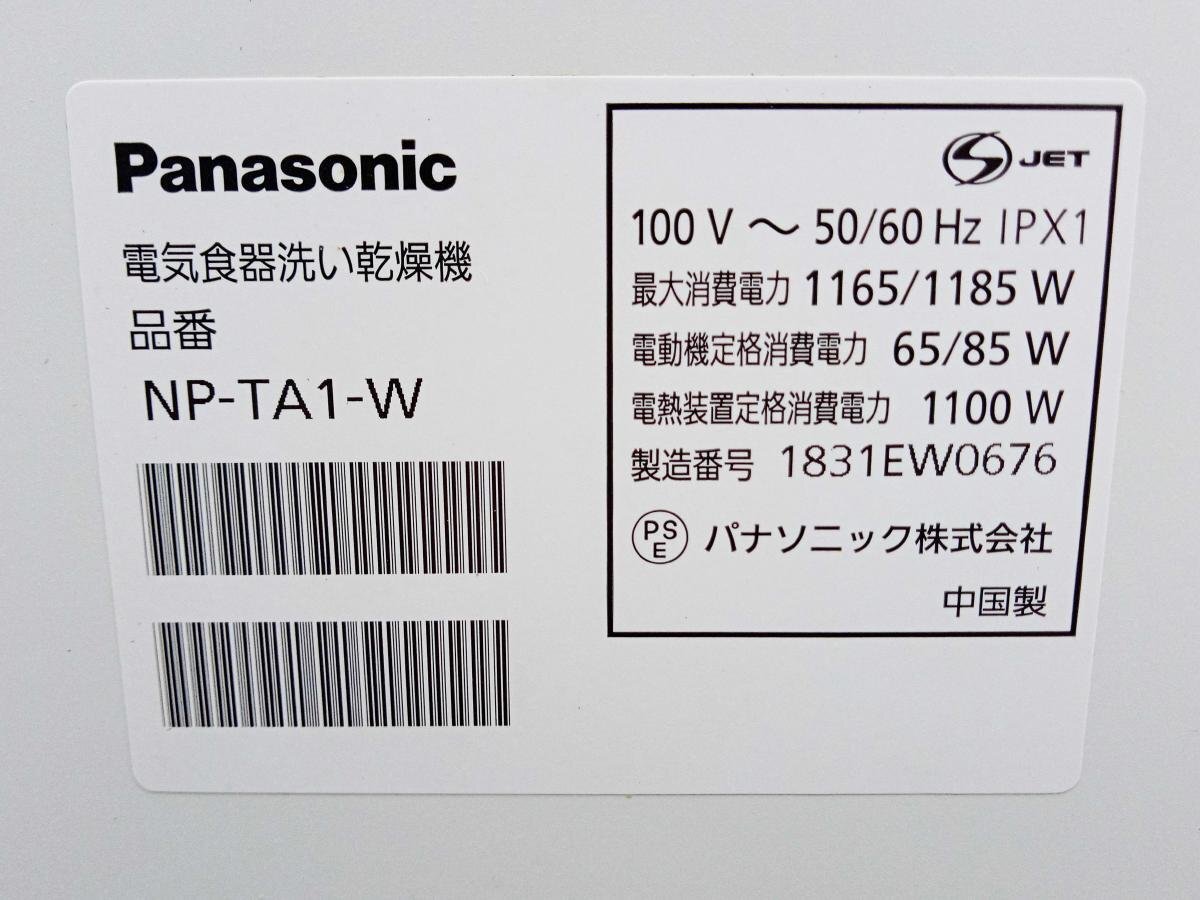 Panasonic
電気食器洗い乾燥機
品番
NP-TA1-W
S JET
100 V ～ 50/60 Hz IPX1
最大消費電力 1165/1185 W
電動機定格消費電力 65/85 W
電熱装置定格消費電力 1100 W
製造番号 1831EW0676
PSE パナソニック株式会社
中国製